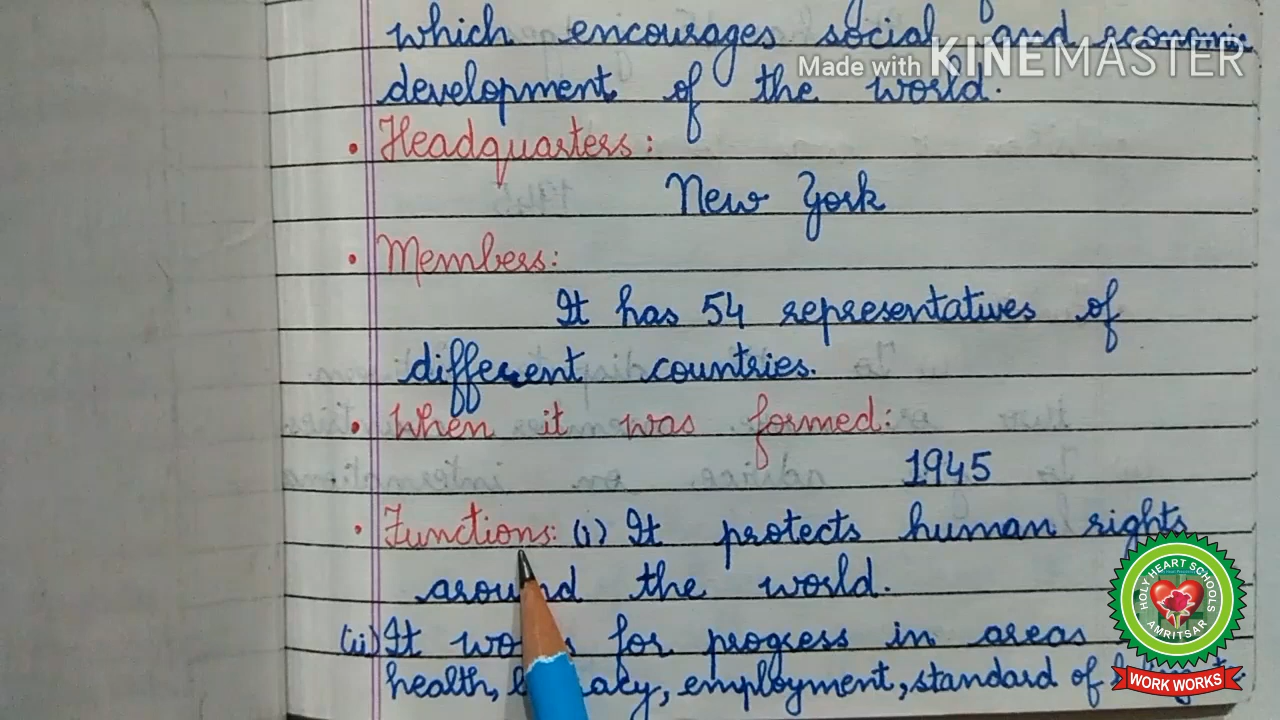 which encourages social and economic
Made with KINEMASTER
development of the world.
• Headquarters:
New York
• Members:
It has 54 representatives of
different countries.
• When it was formed:
1945
• Functions: (i) It protects human rights
around the world.
(ii) It works for progress in areas
health, literacy, employment, standard of
HOLY HEART SCHOOLS
AMRITSAR
WORK WORKS